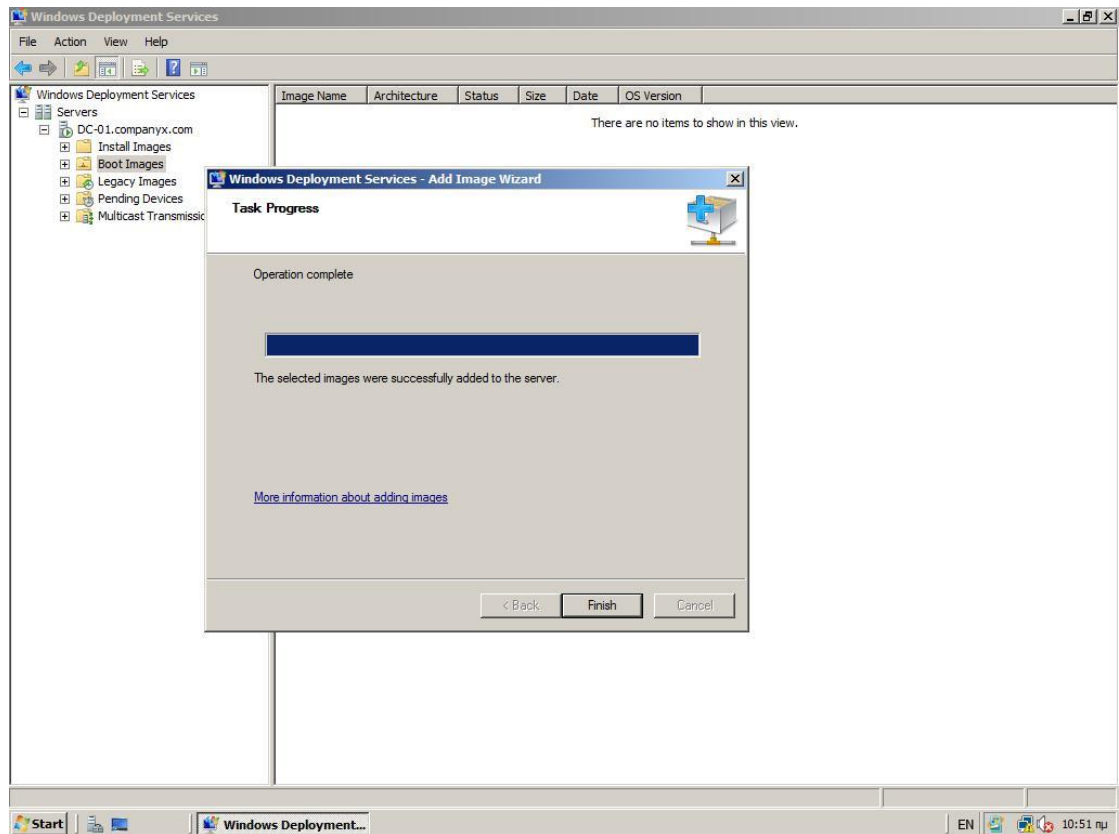 Windows Deployment Services
File Action View Help
Windows Deployment Services
Servers
DC-01.companyx.com
Install Images
Boot Images
Legacy Images
Pending Devices
Multicast Transmissio
Image Name Architecture Status Size Date OS Version
There are no items to show in this view.
Windows Deployment Services - Add Image Wizard
Task Progress
Operation complete
The selected images were successfully added to the server.
More information about adding images
< Back Finish Cancel
Start Windows Deployment... EN 10:51 πμ